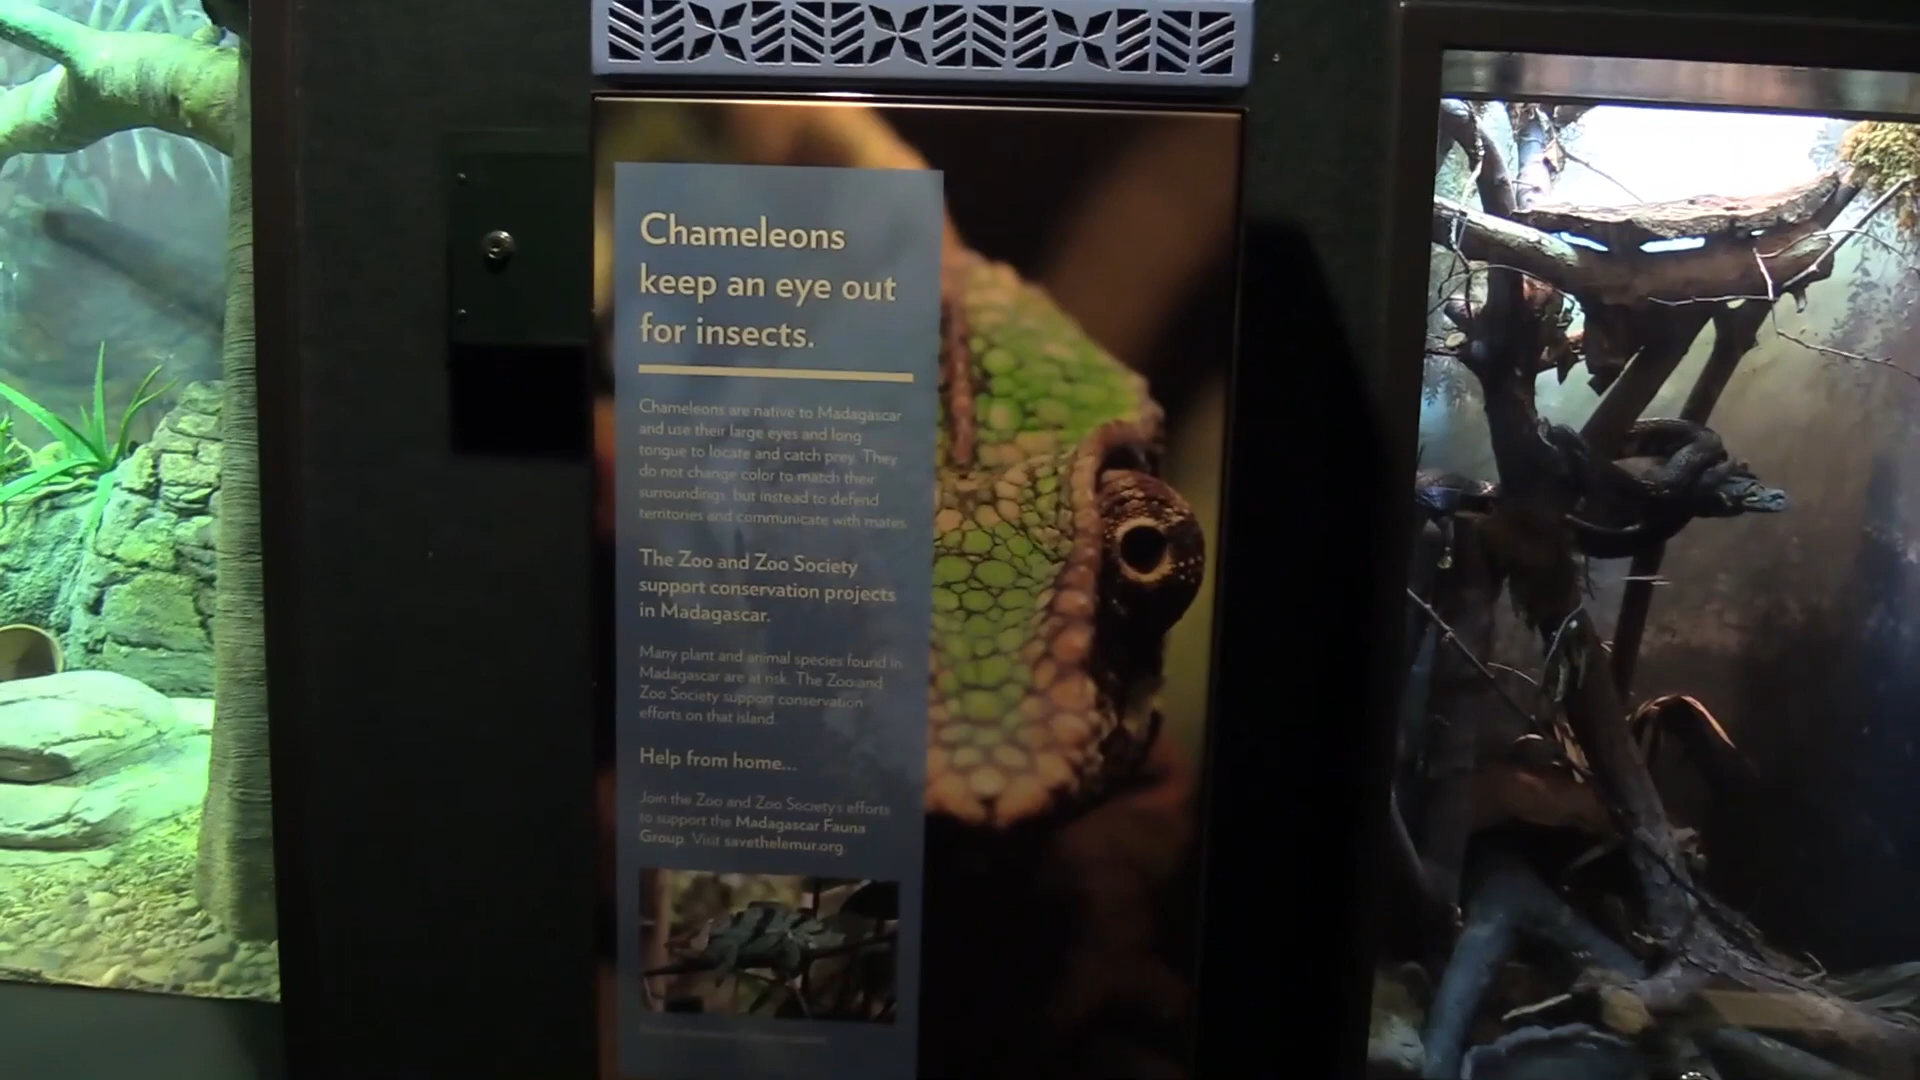 Chameleons
keep an eye out
for insects.
Chameleons are native to Madagascar
and use their large eyes and long
tongue to locate and catch prey. They
do not change color to match their
surroundings, but instead to defend
territories and communicate with mates.
The Zoo and Zoo Society
support conservation projects
in Madagascar.
Many plant and animal species found in
Madagascar are at risk. The Zoo and
Zoo Society support conservation
efforts on that island.
Help from home...
Join the Zoo and Zoo Society's efforts
to support the Madagascar Fauna
Group. Visit savethelemur.org.